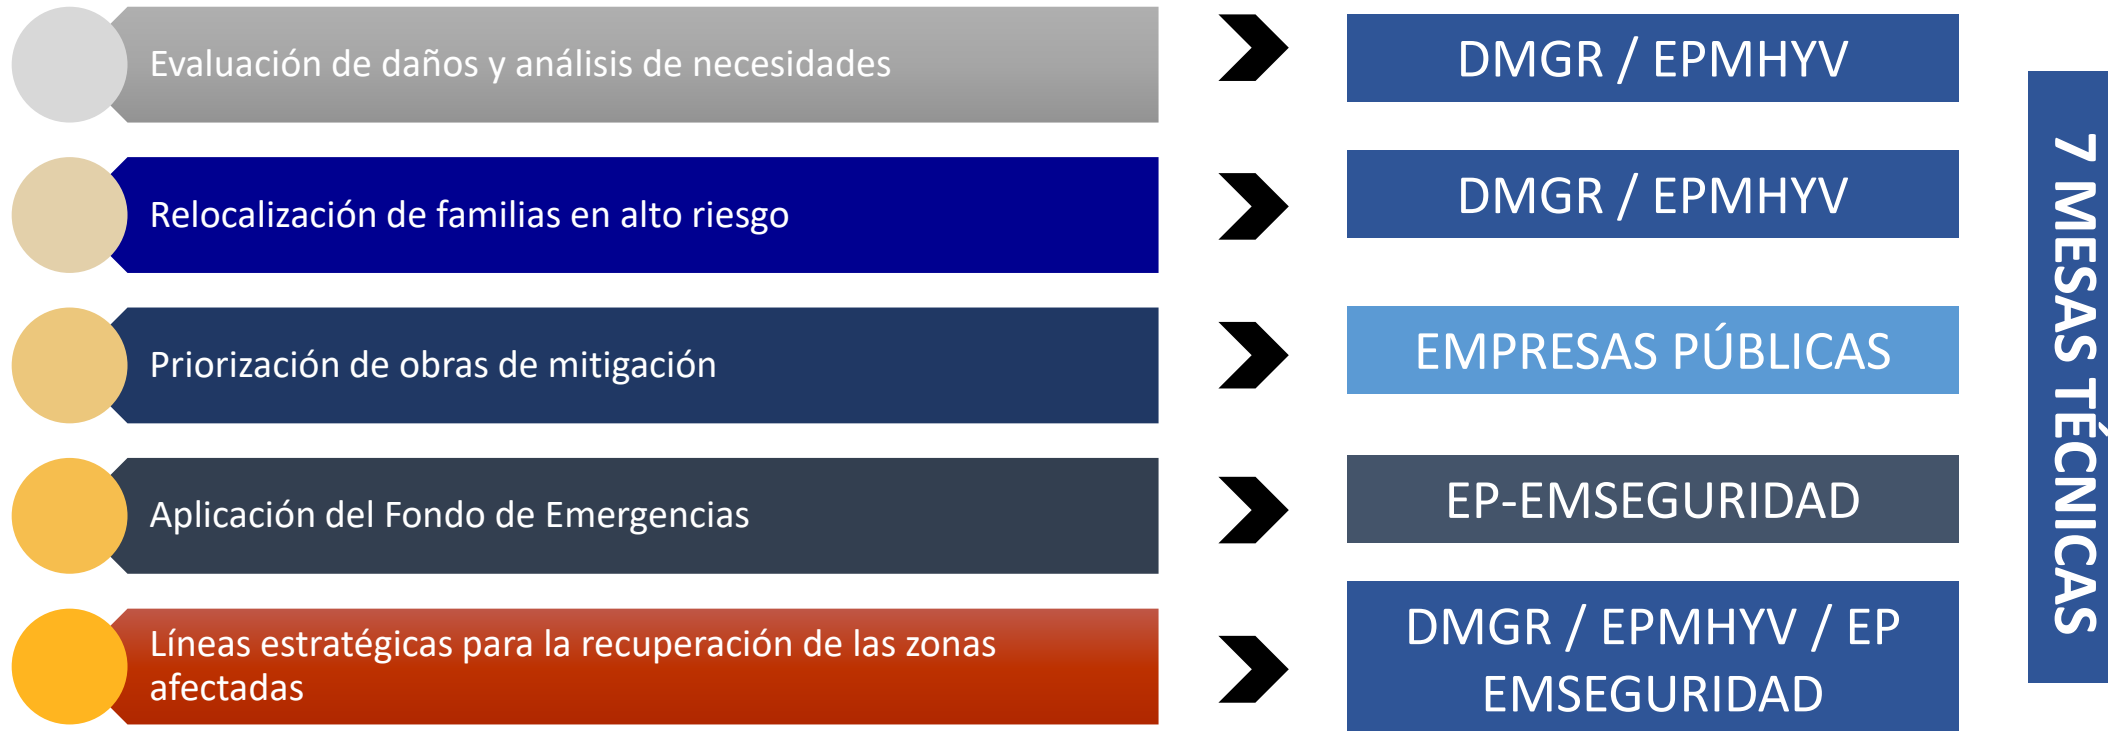 Evaluación de daños y análisis de necesidades
DMGR / EPMHYV
Relocalización de familias en alto riesgo
DMGR / EPMHYV
Priorización de obras de mitigación
EMPRESAS PÚBLICAS
Aplicación del Fondo de Emergencias
EP-EMSEGURIDAD
Líneas estratégicas para la recuperación de las zonas
afectadas
DMGR / EPMHYV / EP
EMSEGURIDAD
7 MESAS TÉCNICAS